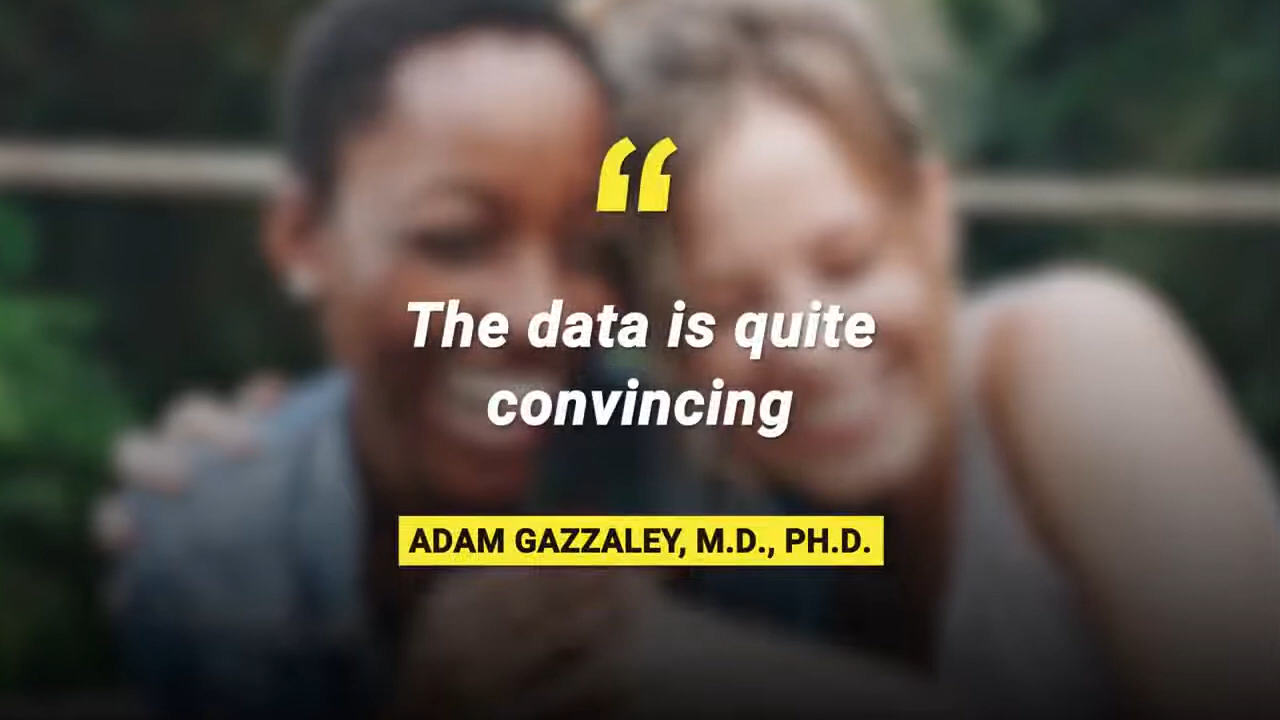 “
The data is quite
convincing
ADAM GAZZALEY, M.D., PH.D.